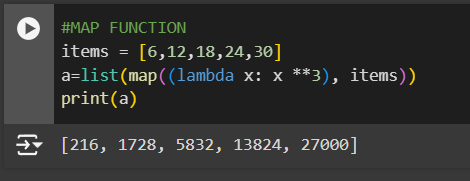 #MAP FUNCTION
items = [6,12,18,24,30]
a=list(map((lambda x: x **3), items))
print(a)
[216, 1728, 5832, 13824, 27000]